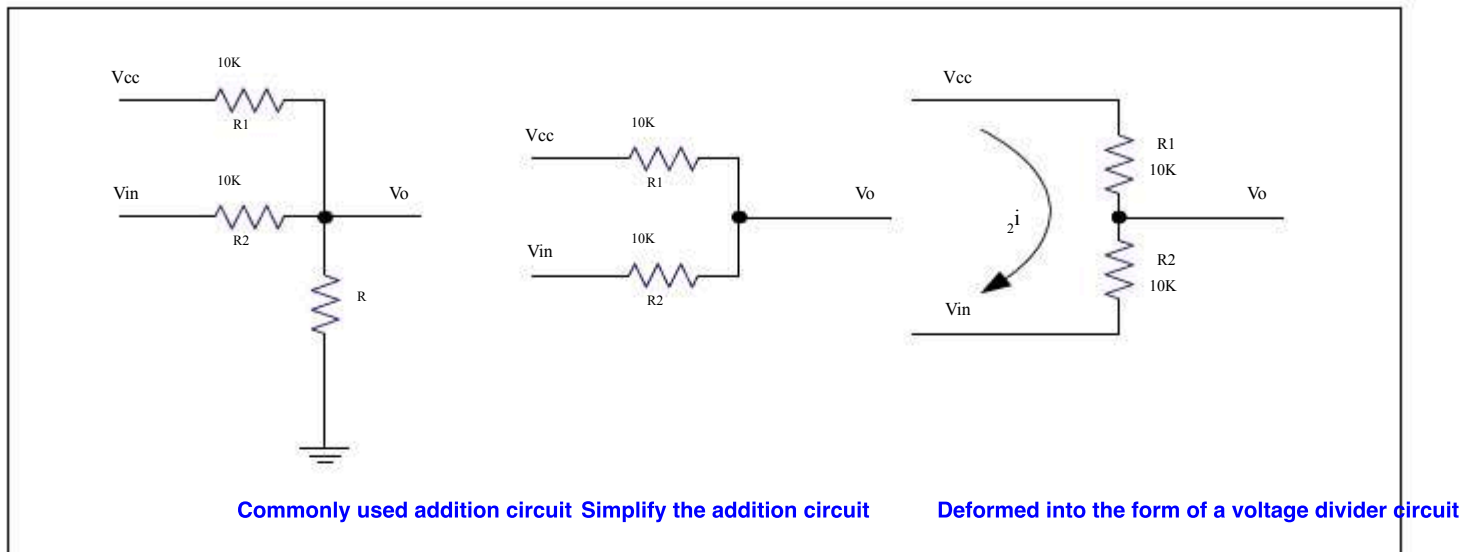 10K
Vcc
R1
10K
Vin
Vo
R2
R
10K
Vcc
R1
Vo
10K
Vin
R2
Vcc
R1
10K
Vo
2i
R2
10K
Vin
Commonly used addition circuit
Simplify the addition circuit
Deformed into the form of a voltage divider circuit